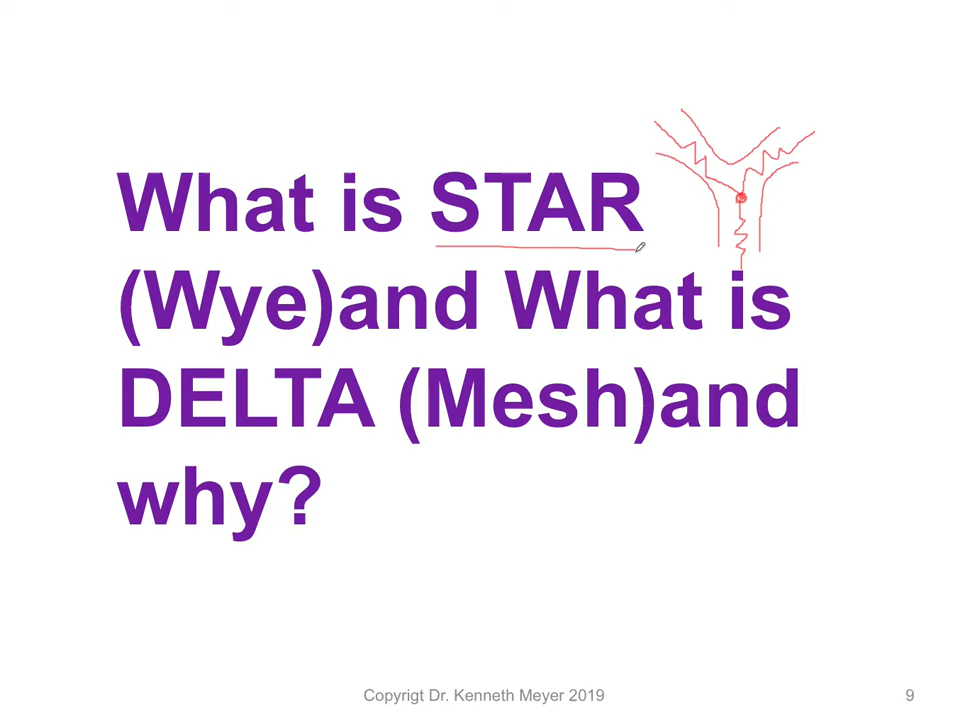 What is STAR
(Wye)and What is
DELTA (Mesh)and
why?
Copyrigt Dr. Kenneth Meyer 2019
9